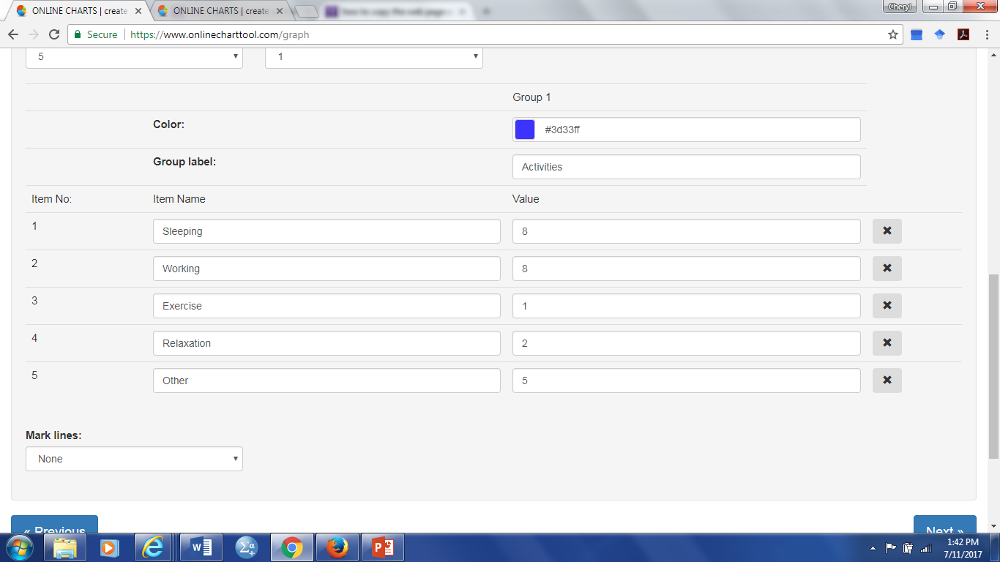 ONLINE CHARTS | create
ONLINE CHARTS | create
Cheryl
Secure https://www.onlinecharttool.com/graph
5 1
Group 1
Color: #3d33ff
Group label: Activities
Item No: Item Name Value
1 Sleeping 8
2 Working 8
3 Exercise 1
4 Relaxation 2
5 Other 5
Mark lines:
None
« Previous Next »
1:42 PM
7/11/2017